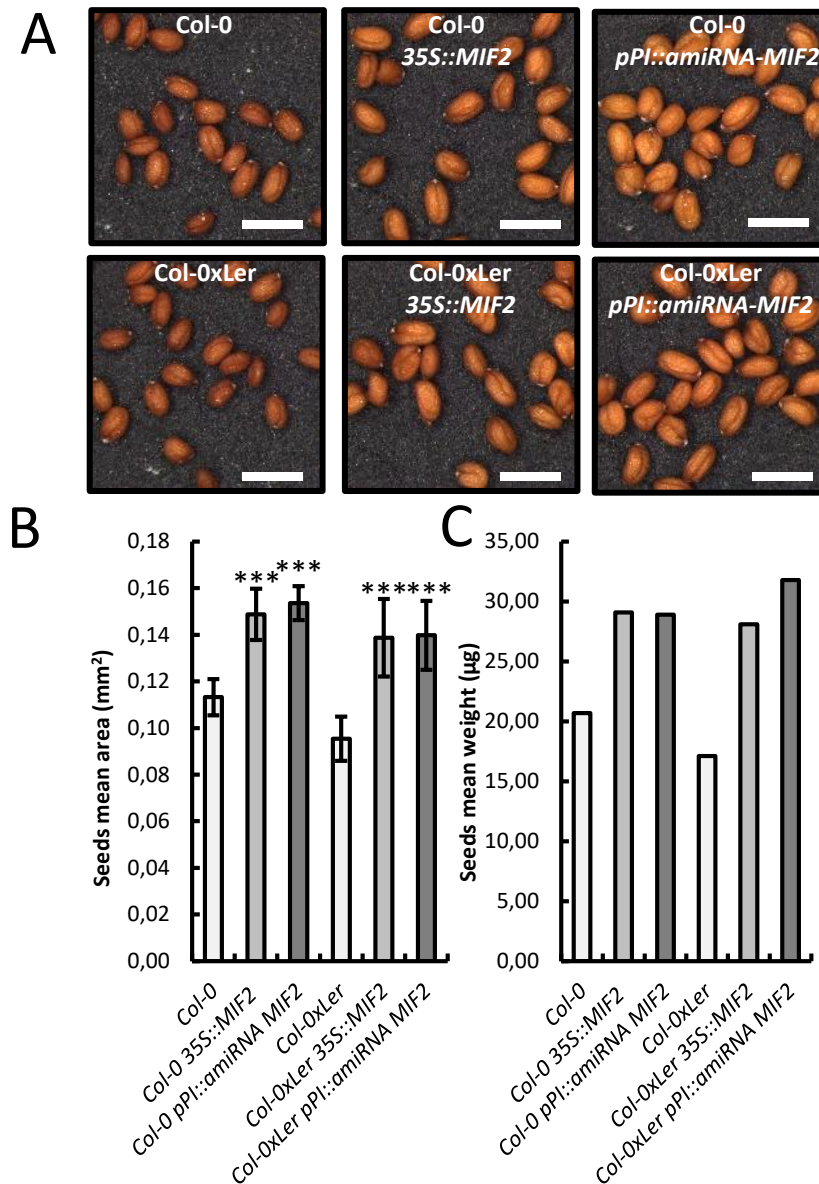 A
Col-0
Col-0
35S::MIF2
Col-0
pPI::amiRNA-MIF2
Col-0xLer
Col-0xLer
35S::MIF2
Col-0xLer
pPI::amiRNA-MIF2
B
Seeds mean area (mm²)
0,18
0,16
0,14
0,12
0,10
0,08
0,06
0,04
0,02
0,00
***
***
***
***
Col-0
Col-0 35S::MIF2
Col-0 pPI::amiRNA MIF2
Col-0xLer
Col-0xLer 35S::MIF2
Col-0xLer pPI::amiRNA MIF2
C
Seeds mean weight (µg)
35,00
30,00
25,00
20,00
15,00
10,00
5,00
0,00
Col-0
Col-0 35S::MIF2
Col-0 pPI::amiRNA MIF2
Col-0xLer
Col-0xLer 35S::MIF2
Col-0xLer pPI::amiRNA MIF2